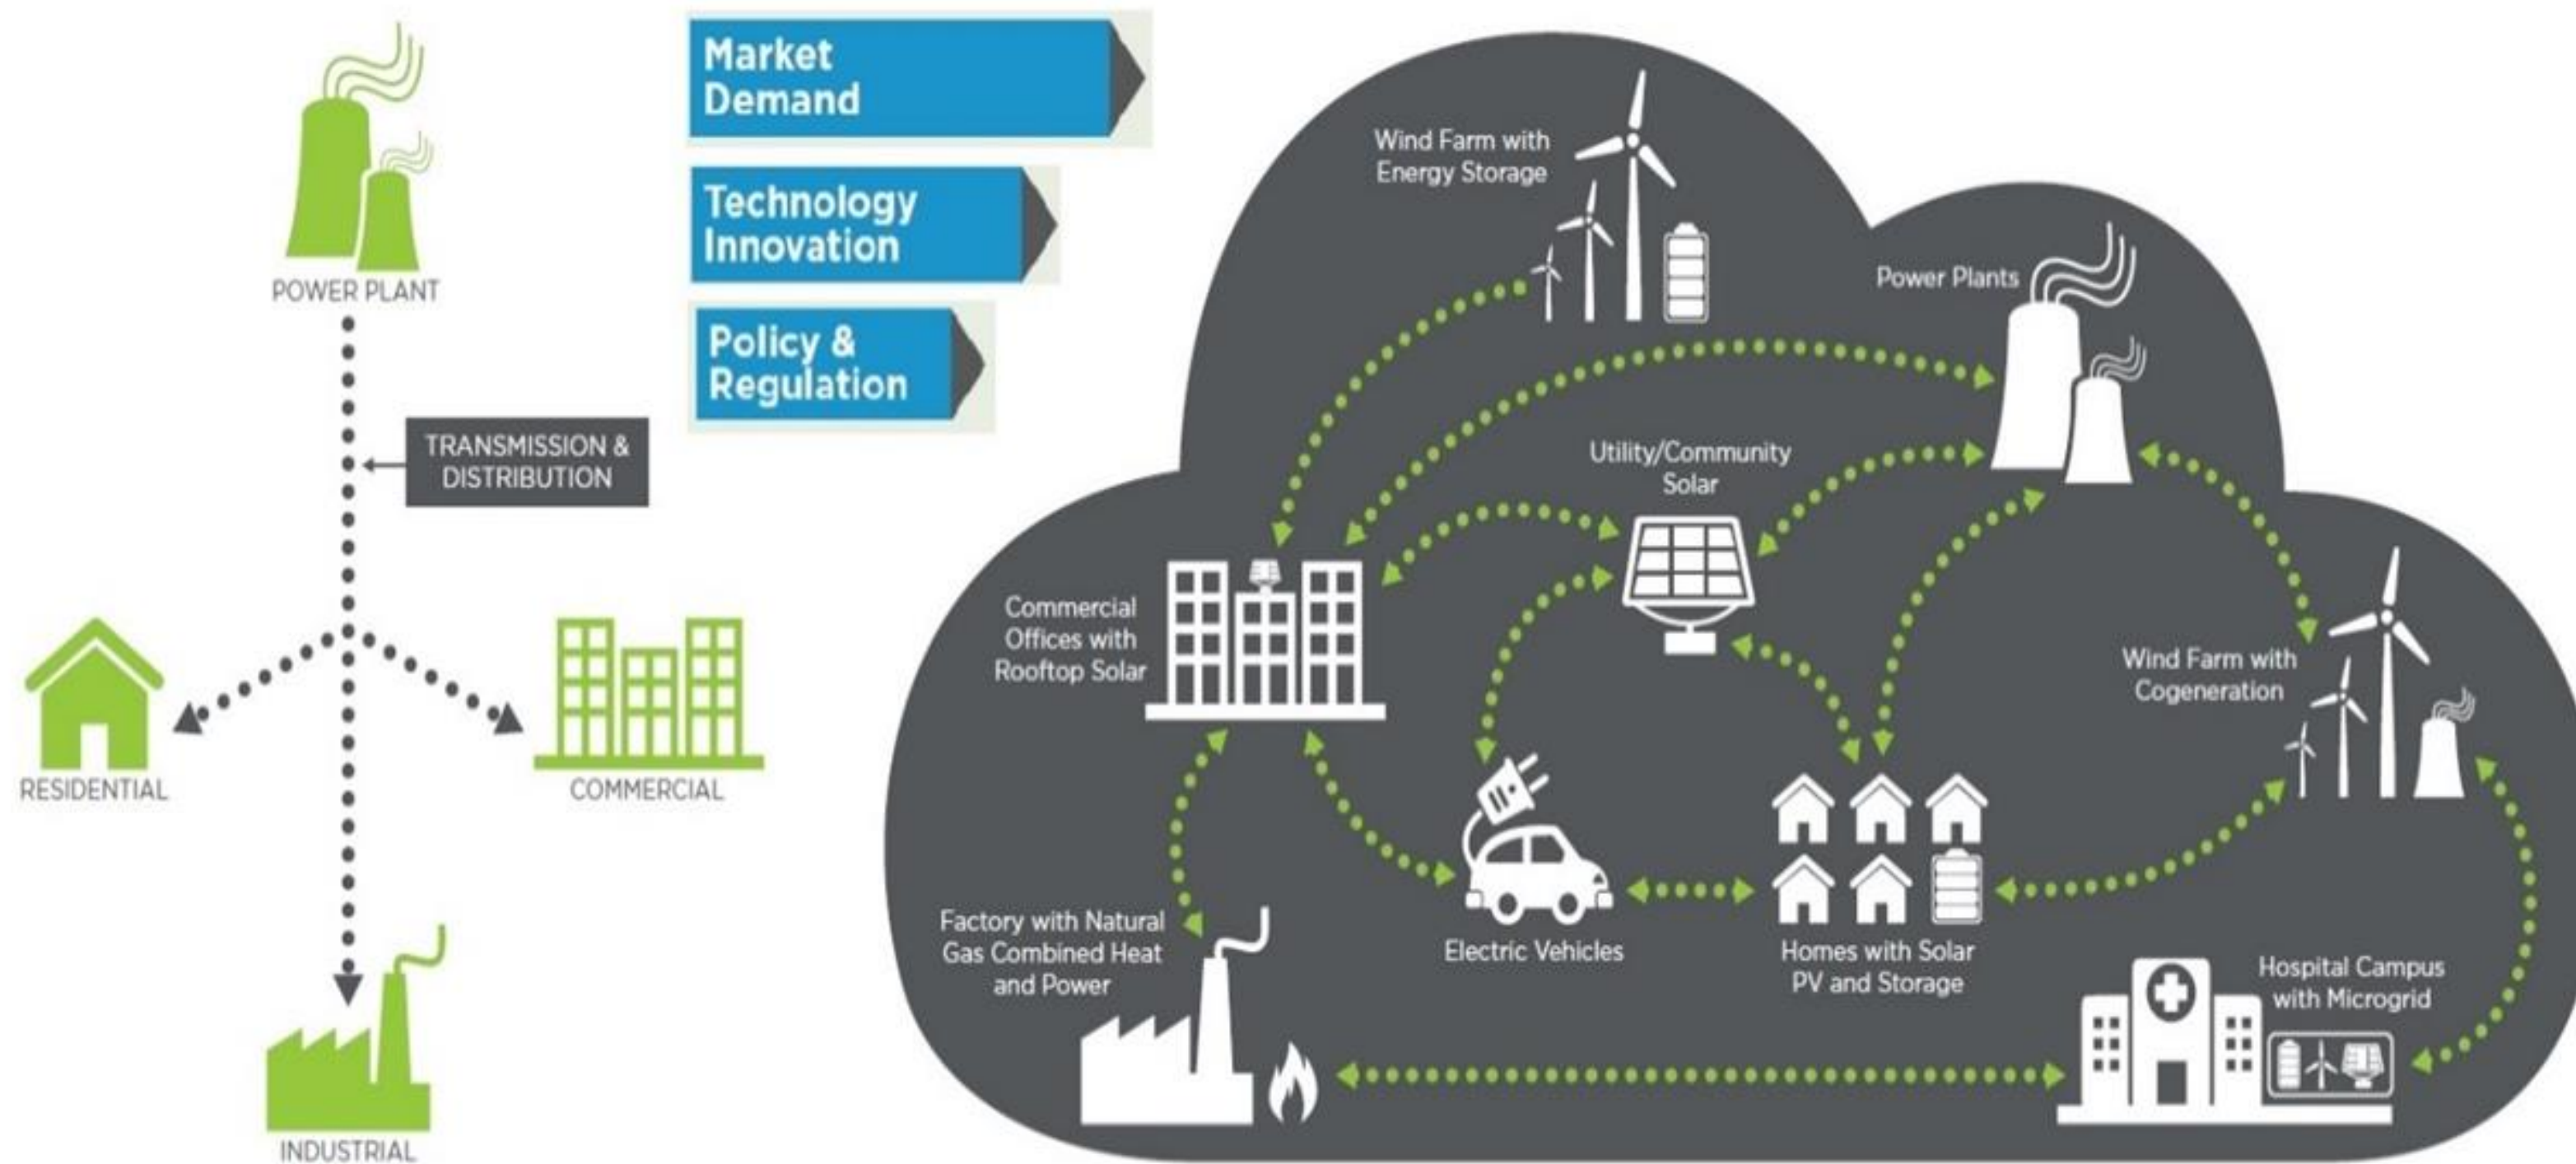 POWER PLANT
TRANSMISSION &
DISTRIBUTION
RESIDENTIAL
COMMERCIAL
INDUSTRIAL
Market
Demand
Technology
Innovation
Policy &
Regulation
Wind Farm with
Energy Storage
Power Plants
Utility/Community
Solar
Commercial
Offices with
Rooftop Solar
Wind Farm with
Cogeneration
Factory with Natural
Gas Combined Heat
and Power
Electric Vehicles
Homes with Solar
PV and Storage
Hospital Campus
with Microgrid